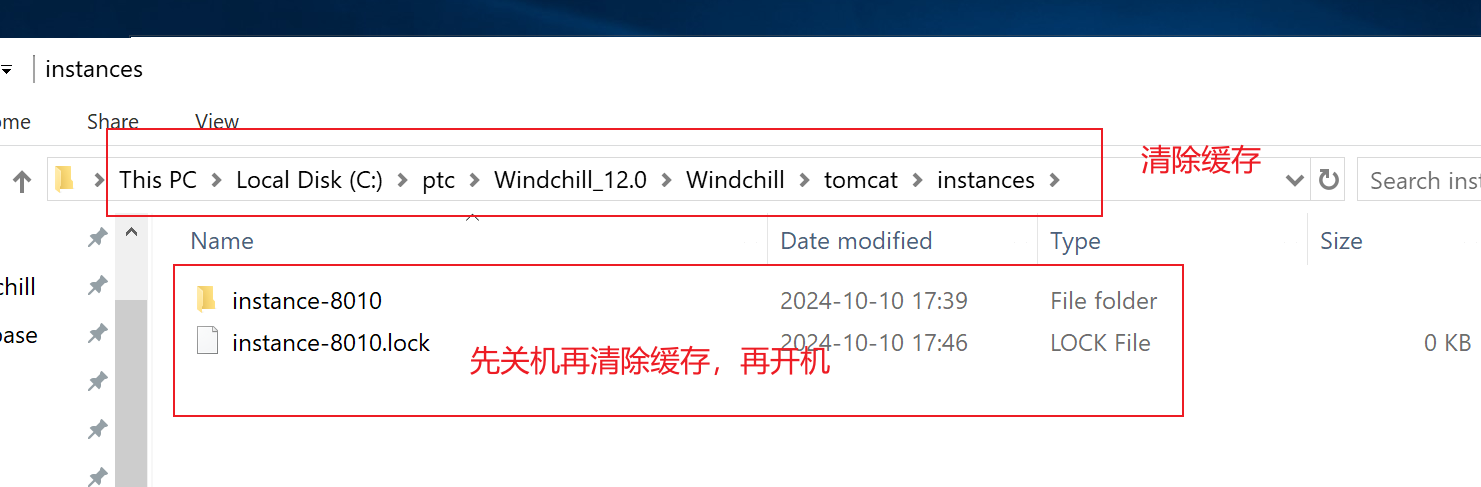 instances
ome
Share
View
This PC
Local Disk (C:)
ptc
Windchill_12.0
Windchill
tomcat
instances
清除缓存
Search inst
Name
Date modified
Type
Size
instance-8010
2024-10-10 17:39
File folder
chill
instance-8010.lock
2024-10-10 17:46
LOCK File
0 KB
base
先关机再清除缓存，再开机